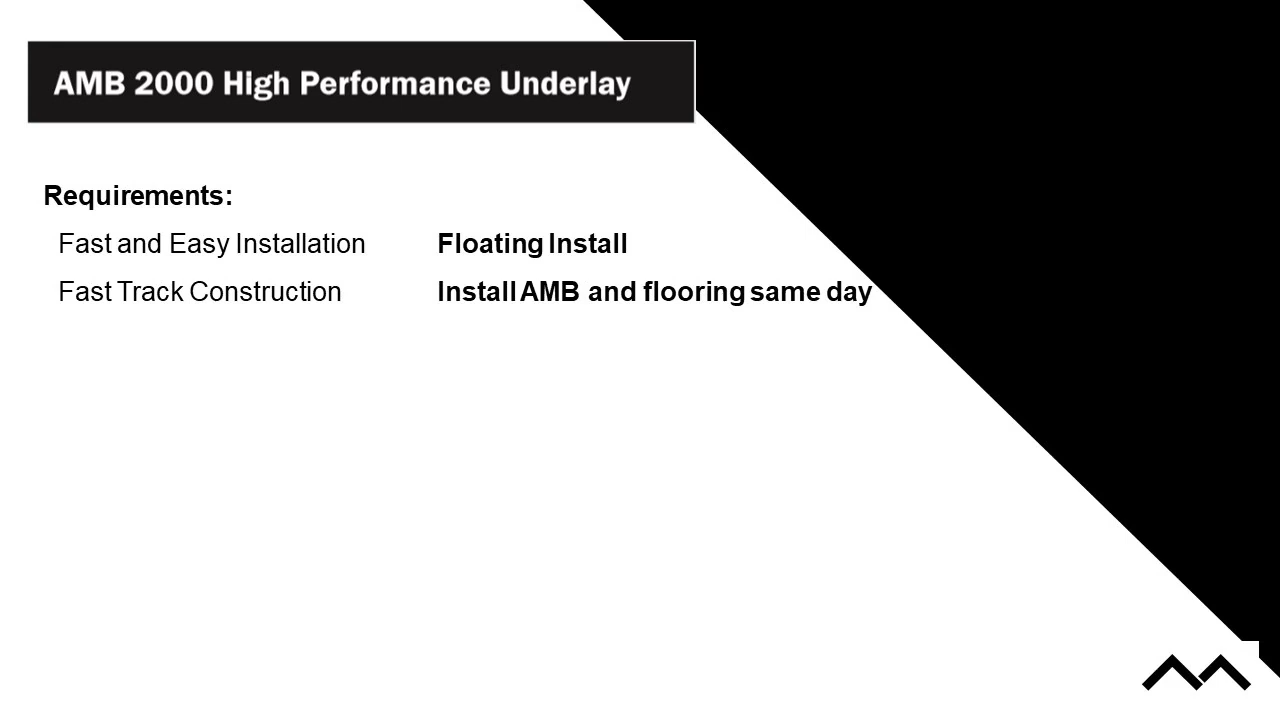 AMB 2000 High Performance Underlay
Requirements:
Fast and Easy Installation Floating Install
Fast Track Construction Install AMB and flooring same day